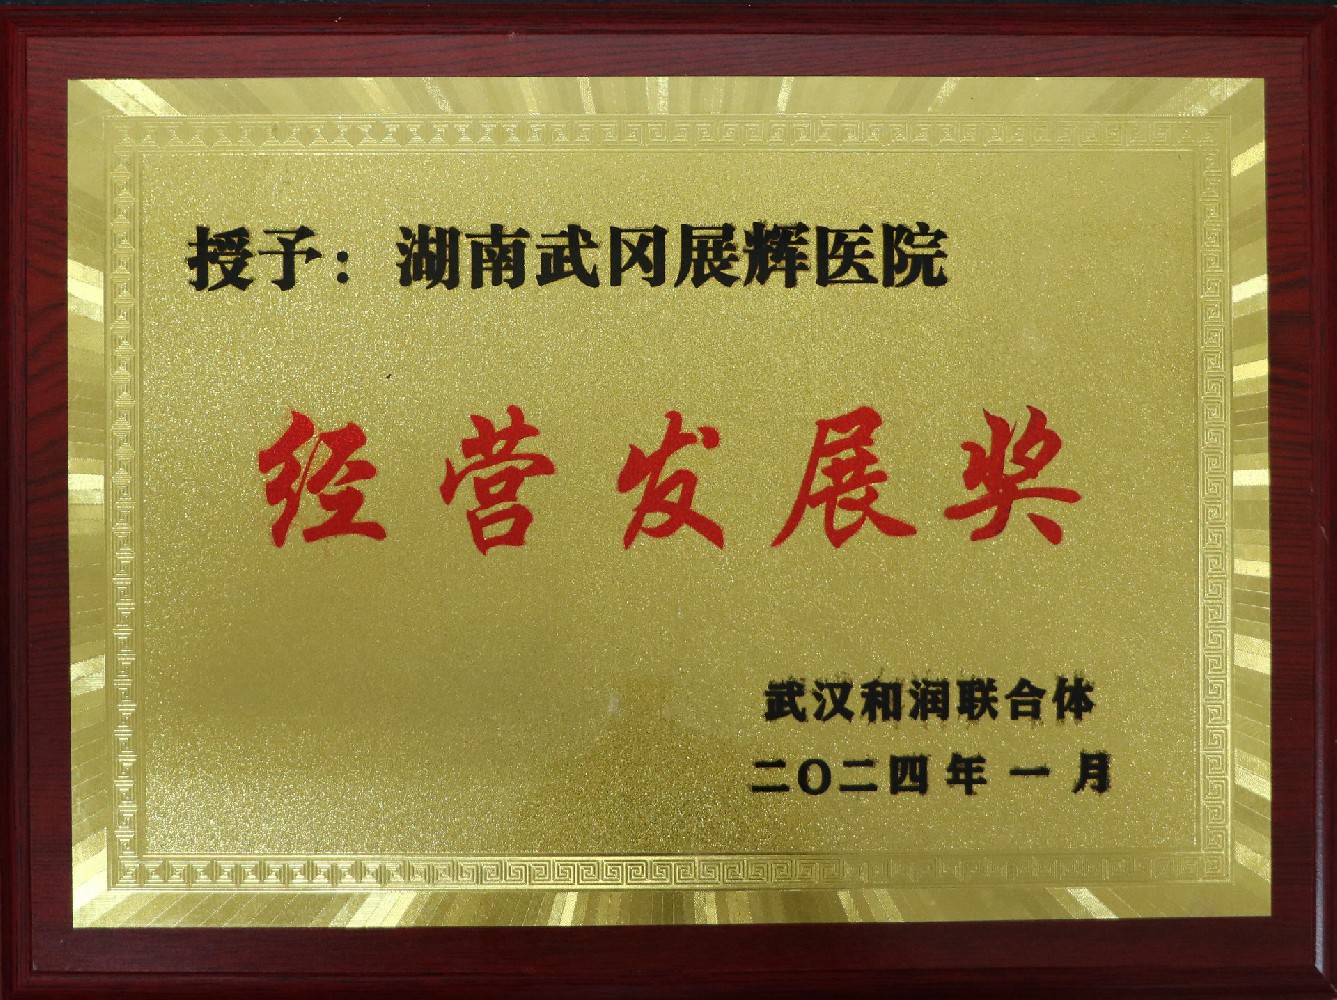 授予：湖南武冈展辉医院
经营发展奖
武汉和润联合体
二〇二四年一月